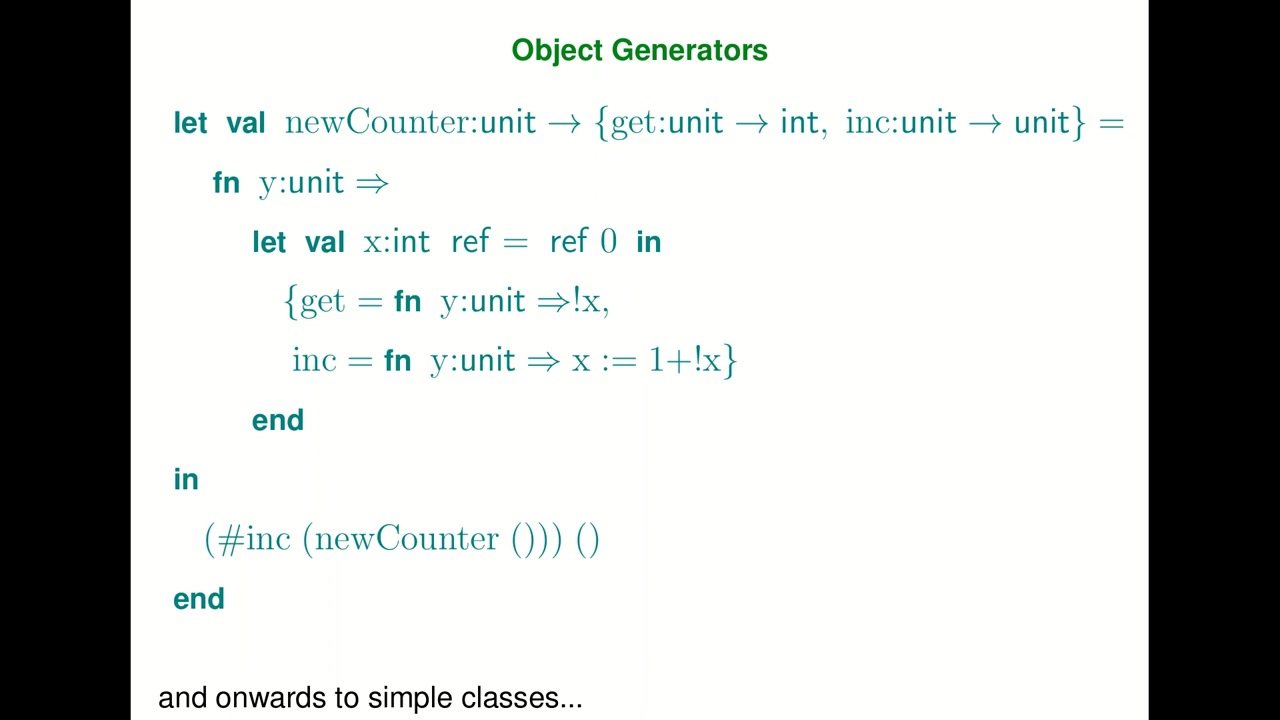 Object Generators
let val newCounter:unit → {get:unit → int, inc:unit → unit} =
fn y:unit ⇒
let val x:int ref = ref 0 in
{get = fn y:unit ⇒!x,
inc = fn y:unit ⇒ x := 1+!x}
end
in
(#inc (newCounter ())) ()
end
and onwards to simple classes...